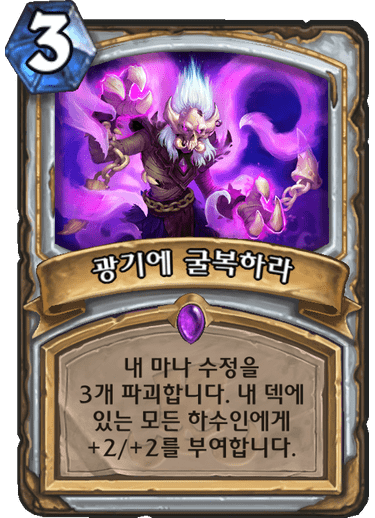 3
광기에 굴복하라
내 마나 수정을
3개 파괴합니다. 내 덱에
있는 모든 하수인에게
+2/+2를 부여합니다.